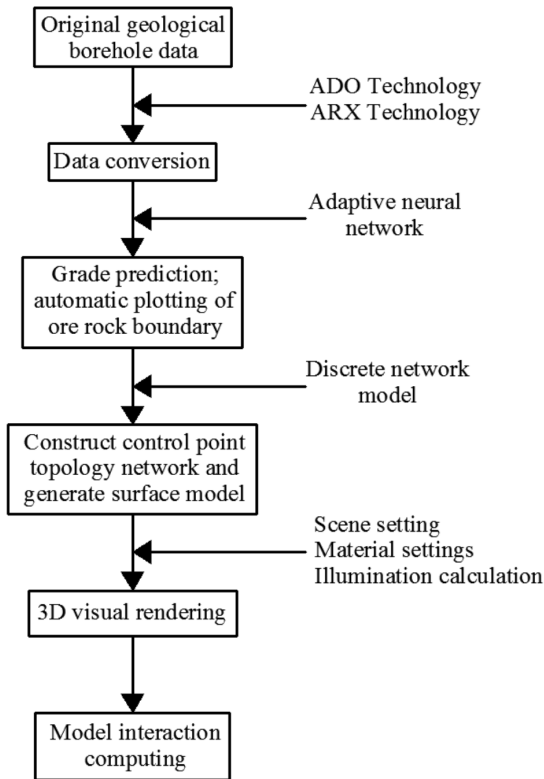 Original geological
borehole data
ADO Technology
ARX Technology
Data conversion
Adaptive neural
network
Grade prediction;
automatic plotting of
ore rock boundary
Discrete network
model
Construct control point
topology network and
generate surface model
Scene setting
Material settings
Illumination calculation
3D visual rendering
Model interaction
computing